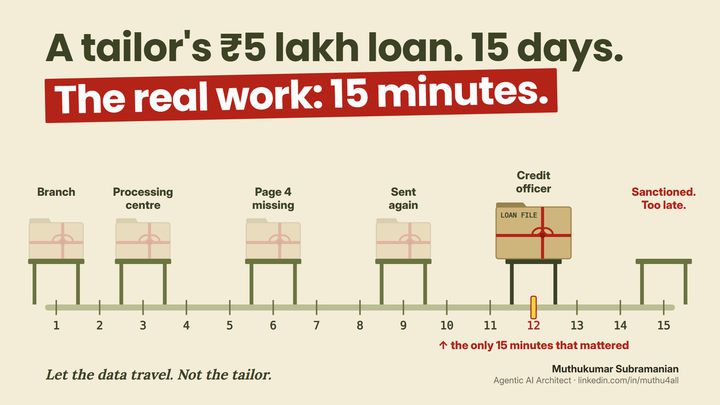 A tailor's ₹5 lakh loan. 15 days.
The real work: 15 minutes.
Branch
Processing
centre
Page 4
missing
Sent
again
Credit
officer
Sanctioned.
Too late.
LOAN FILE
1 2 3 4 5 6 7 8 9 10 11 12 13 14 15
↑ the only 15 minutes that mattered
Let the data travel. Not the tailor.
Muthukumar Subramanian
Agentic AI Architect · linkedin.com/in/muthu4all